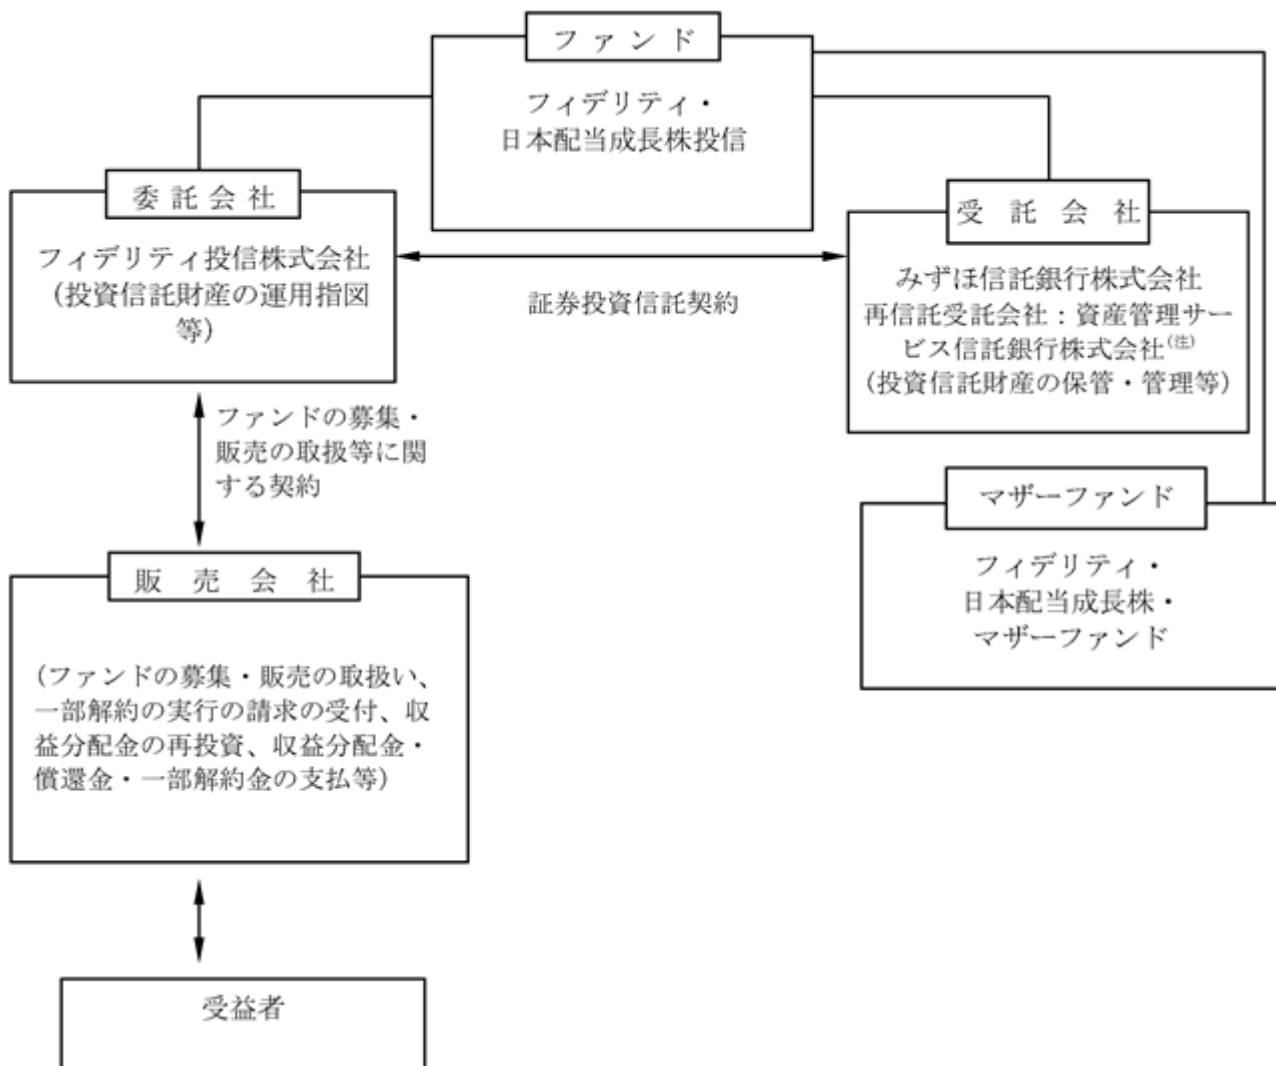 ファンド
フィデリティ・
日本配当成長株投信
委託会社
フィデリティ投信株式会社
（投資信託財産の運用指図
等）
証券投資信託契約
受託会社
みずほ信託銀行株式会社
再信託受託会社：資産管理サー
ビス信託銀行株式会社(注)
（投資信託財産の保管・管理等）
ファンドの募集・
販売の取扱等に関
する契約
マザーファンド
フィデリティ・
日本配当成長株・
マザーファンド
販売会社
（ファンドの募集・販売の取扱い、
一部解約の実行の請求の受付、収
益分配金の再投資、収益分配金・
償還金・一部解約金の支払等）
受益者